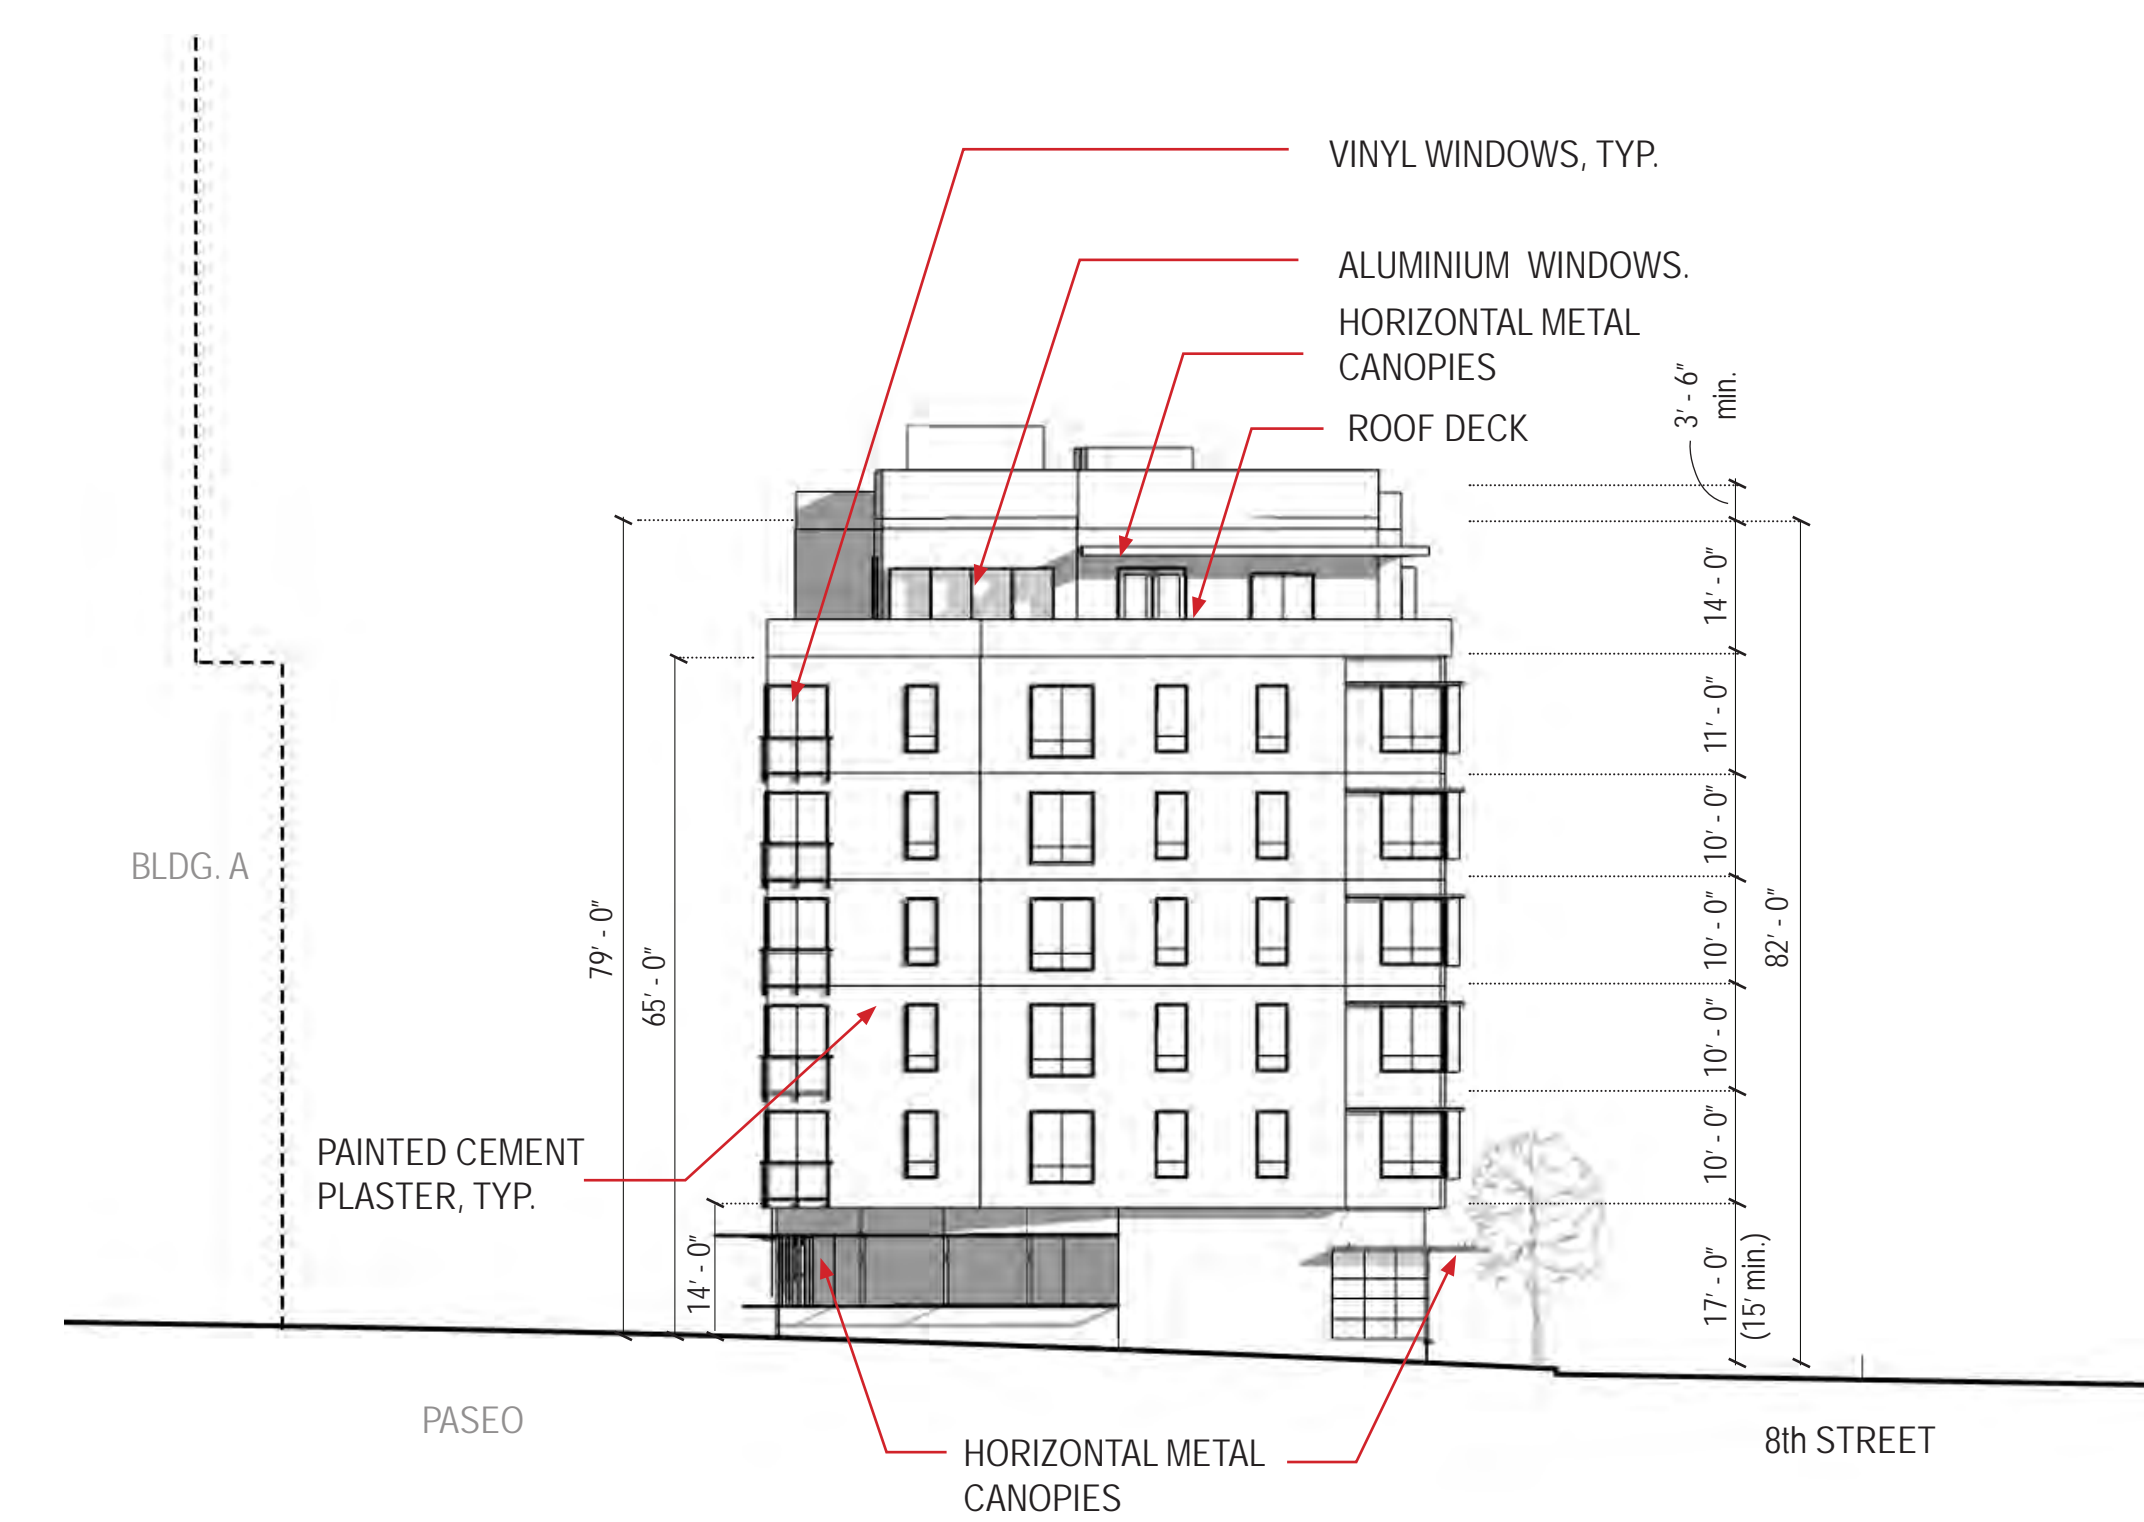 VINYL WINDOWS, TYP.
ALUMINIUM WINDOWS.
HORIZONTAL METAL
CANOPIES
ROOF DECK
3' - 6"
min.
14' - 0"
11' - 0"
10' - 0"
10' - 0"
10' - 0"
10' - 0"
17' - 0"
(15' min.)
82' - 0"
BLDG. A
79' - 0"
65' - 0"
14' - 0"
PAINTED CEMENT
PLASTER, TYP.
PASEO
HORIZONTAL METAL
CANOPIES
8th STREET